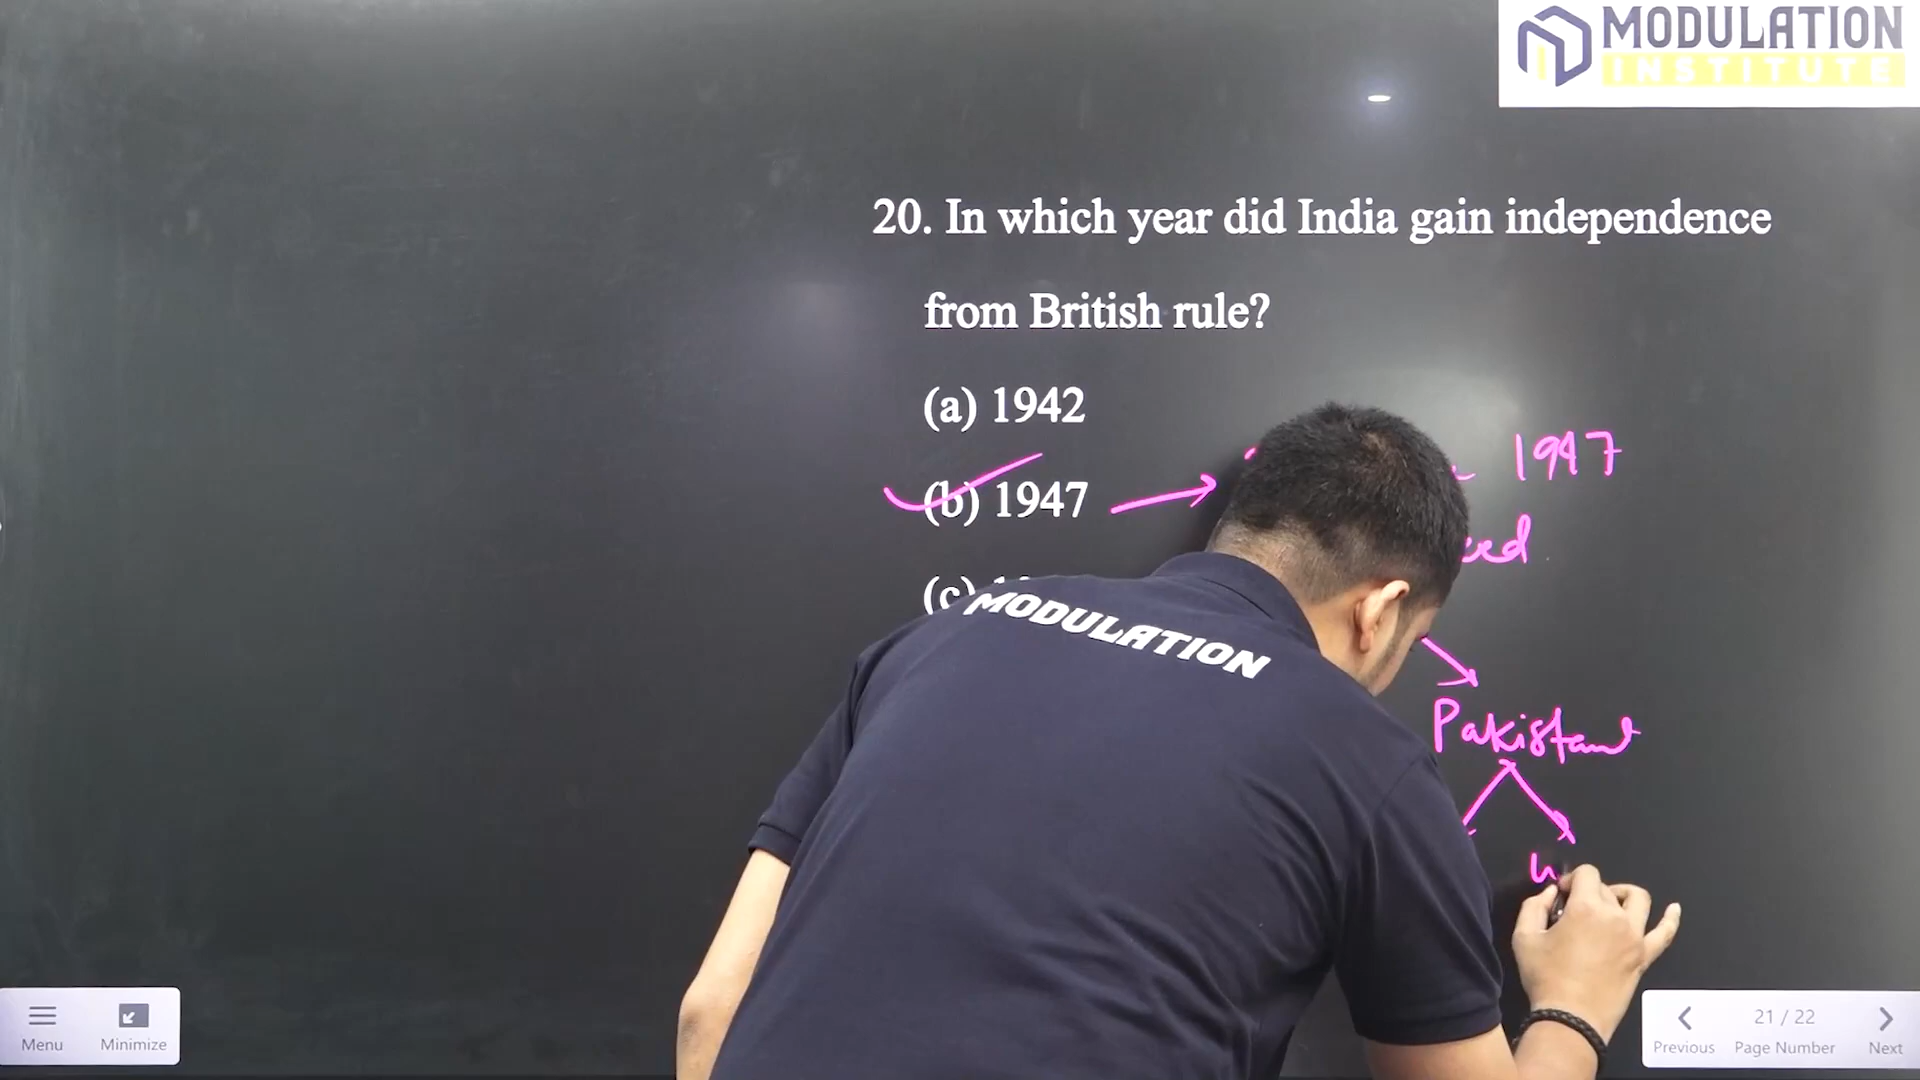 MODULATION
INSTITUTE
20. In which year did India gain independence
from British rule?
(a) 1942
(b) 1947
1947
(c)
MODULATION
Pakistan
Menu
Minimize
21 / 22
Previous
Page Number
Next